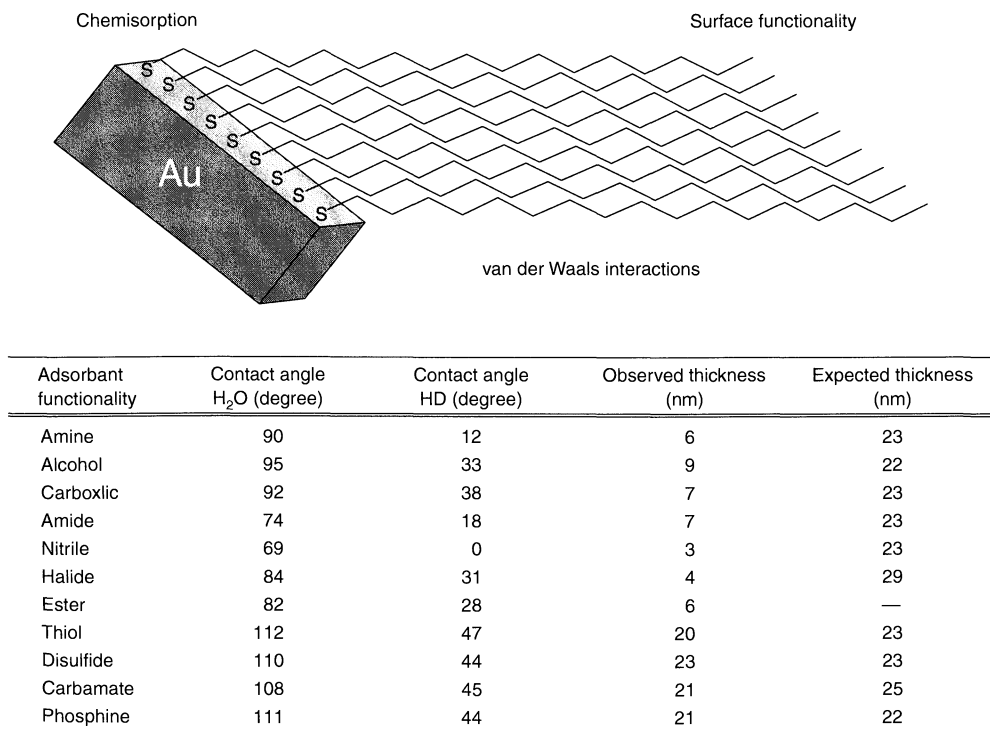 Chemisorption Surface functionality
S
S
S
S
S
S
S
S
S
Au
van der Waals interactions
Adsorbant Contact angle Contact angle Observed thickness Expected thickness
functionality H₂O (degree) HD (degree) (nm) (nm)
Amine 90 12 6 23
Alcohol 95 33 9 22
Carboxlic 92 38 7 23
Amide 74 18 7 23
Nitrile 69 0 3 23
Halide 84 31 4 29
Ester 82 28 6 —
Thiol 112 47 20 23
Disulfide 110 44 23 23
Carbamate 108 45 21 25
Phosphine 111 44 21 22